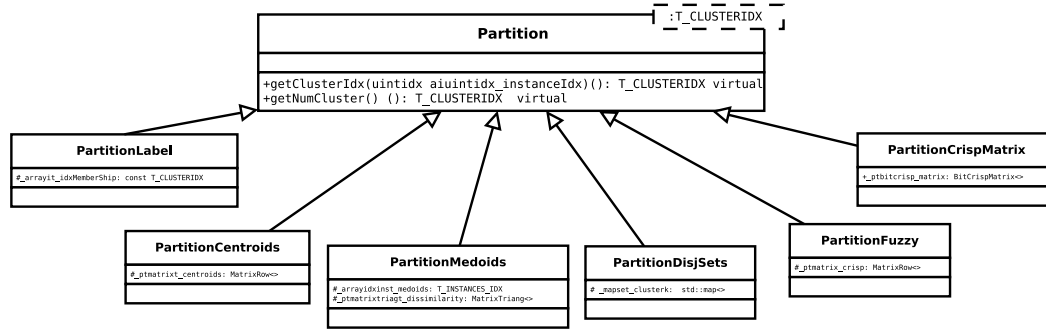 :T_CLUSTERIDX
Partition
+getClusterIdx(uintidx aiuintidx_instanceIdx)(): T_CLUSTERIDX virtual
+getNumCluster() (): T_CLUSTERIDX  virtual
PartitionLabel
#_arrayit_idxMemberShip: const T_CLUSTERIDX
PartitionCrispMatrix
+_ptbitcrisp_matrix: BitCrispMatrix<>
PartitionCentroids
#_ptmatrixt_centroids: MatrixRow<>
PartitionMedoids
#_arrayidxinst_medoids: T_INSTANCES_IDX
#_ptmatrixtriagt_dissimilarity: MatrixTriang<>
PartitionDisjSets
# _mapset_clusterk:  std::map<>
PartitionFuzzy
#_ptmatrix_crisp: MatrixRow<>